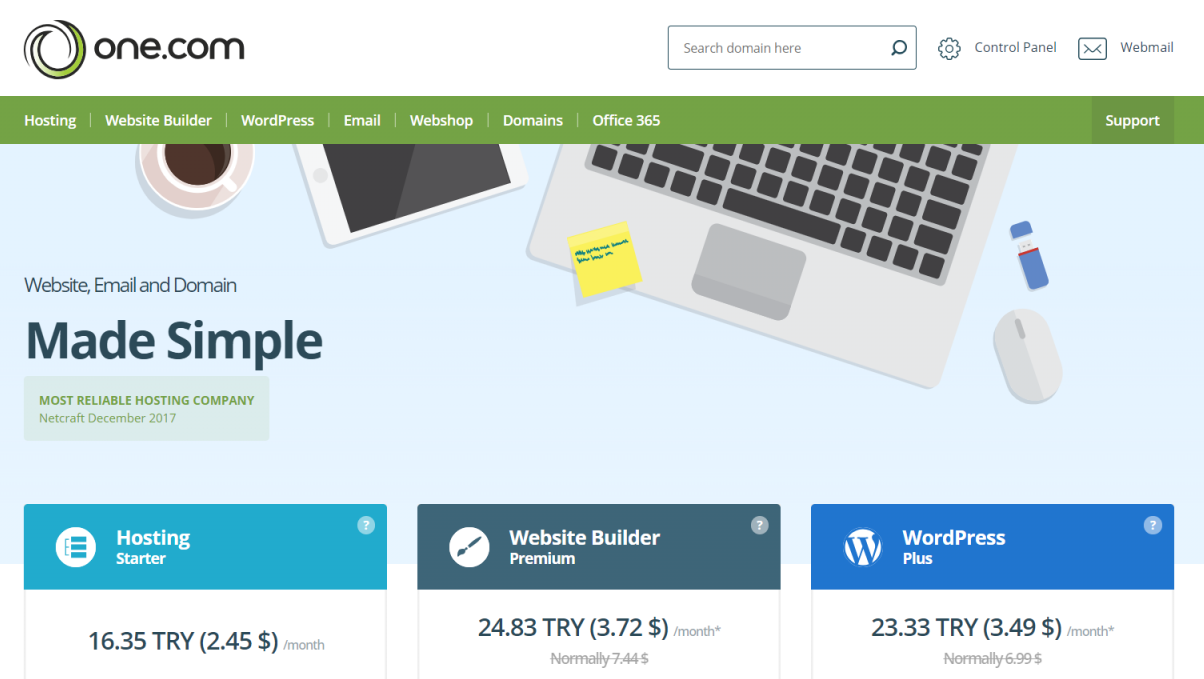 one.com
Search domain here
Control Panel
Webmail
Hosting
Website Builder
WordPress
Email
Webshop
Domains
Office 365
Support
Website, Email and Domain
Made Simple
MOST RELIABLE HOSTING COMPANY
Netcraft December 2017
Hosting
Starter
?
16.35 TRY (2.45 $) /month
Website Builder
Premium
?
24.83 TRY (3.72 $) /month*
Normally 7.44 $
WordPress
Plus
?
23.33 TRY (3.49 $) /month*
Normally 6.99 $